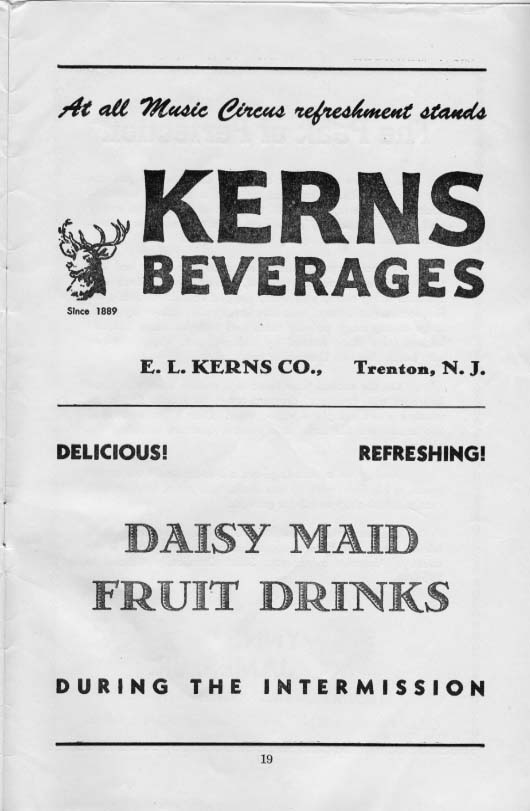 At all Music Circus refreshment stands
KERNS
BEVERAGES
Since 1889
E. L. KERNS CO., Trenton, N. J.
DELICIOUS! REFRESHING!
DAISY MAID
FRUIT DRINKS
DURING THE INTERMISSION
19